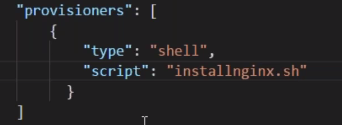 "provisioners": [
{
"type": "shell",
"script": "installnginx.sh"
}
]